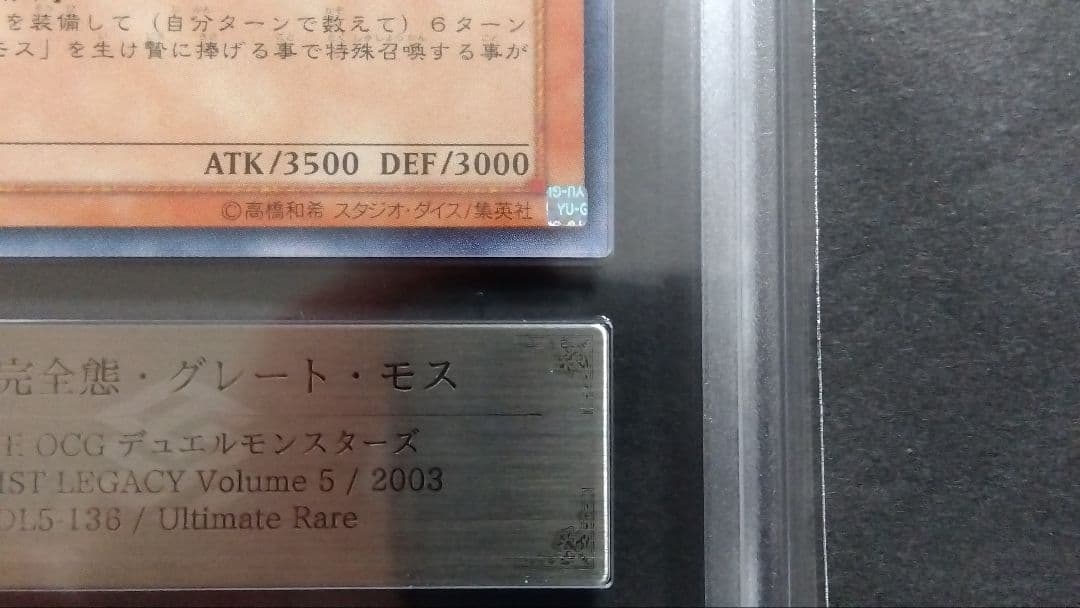 を装備して（自分ターンで数えて）６ターン
モス」を生け贄に捧げる事で特殊召喚する事が
ATK/3500 DEF/3000
©高橋和希 スタジオ・ダイス/集英社
YU-G
完全態・グレート・モス
E OCG デュエルモンスターズ
IST LEGACY Volume 5 / 2003
DL5-136 / Ultimate Rare